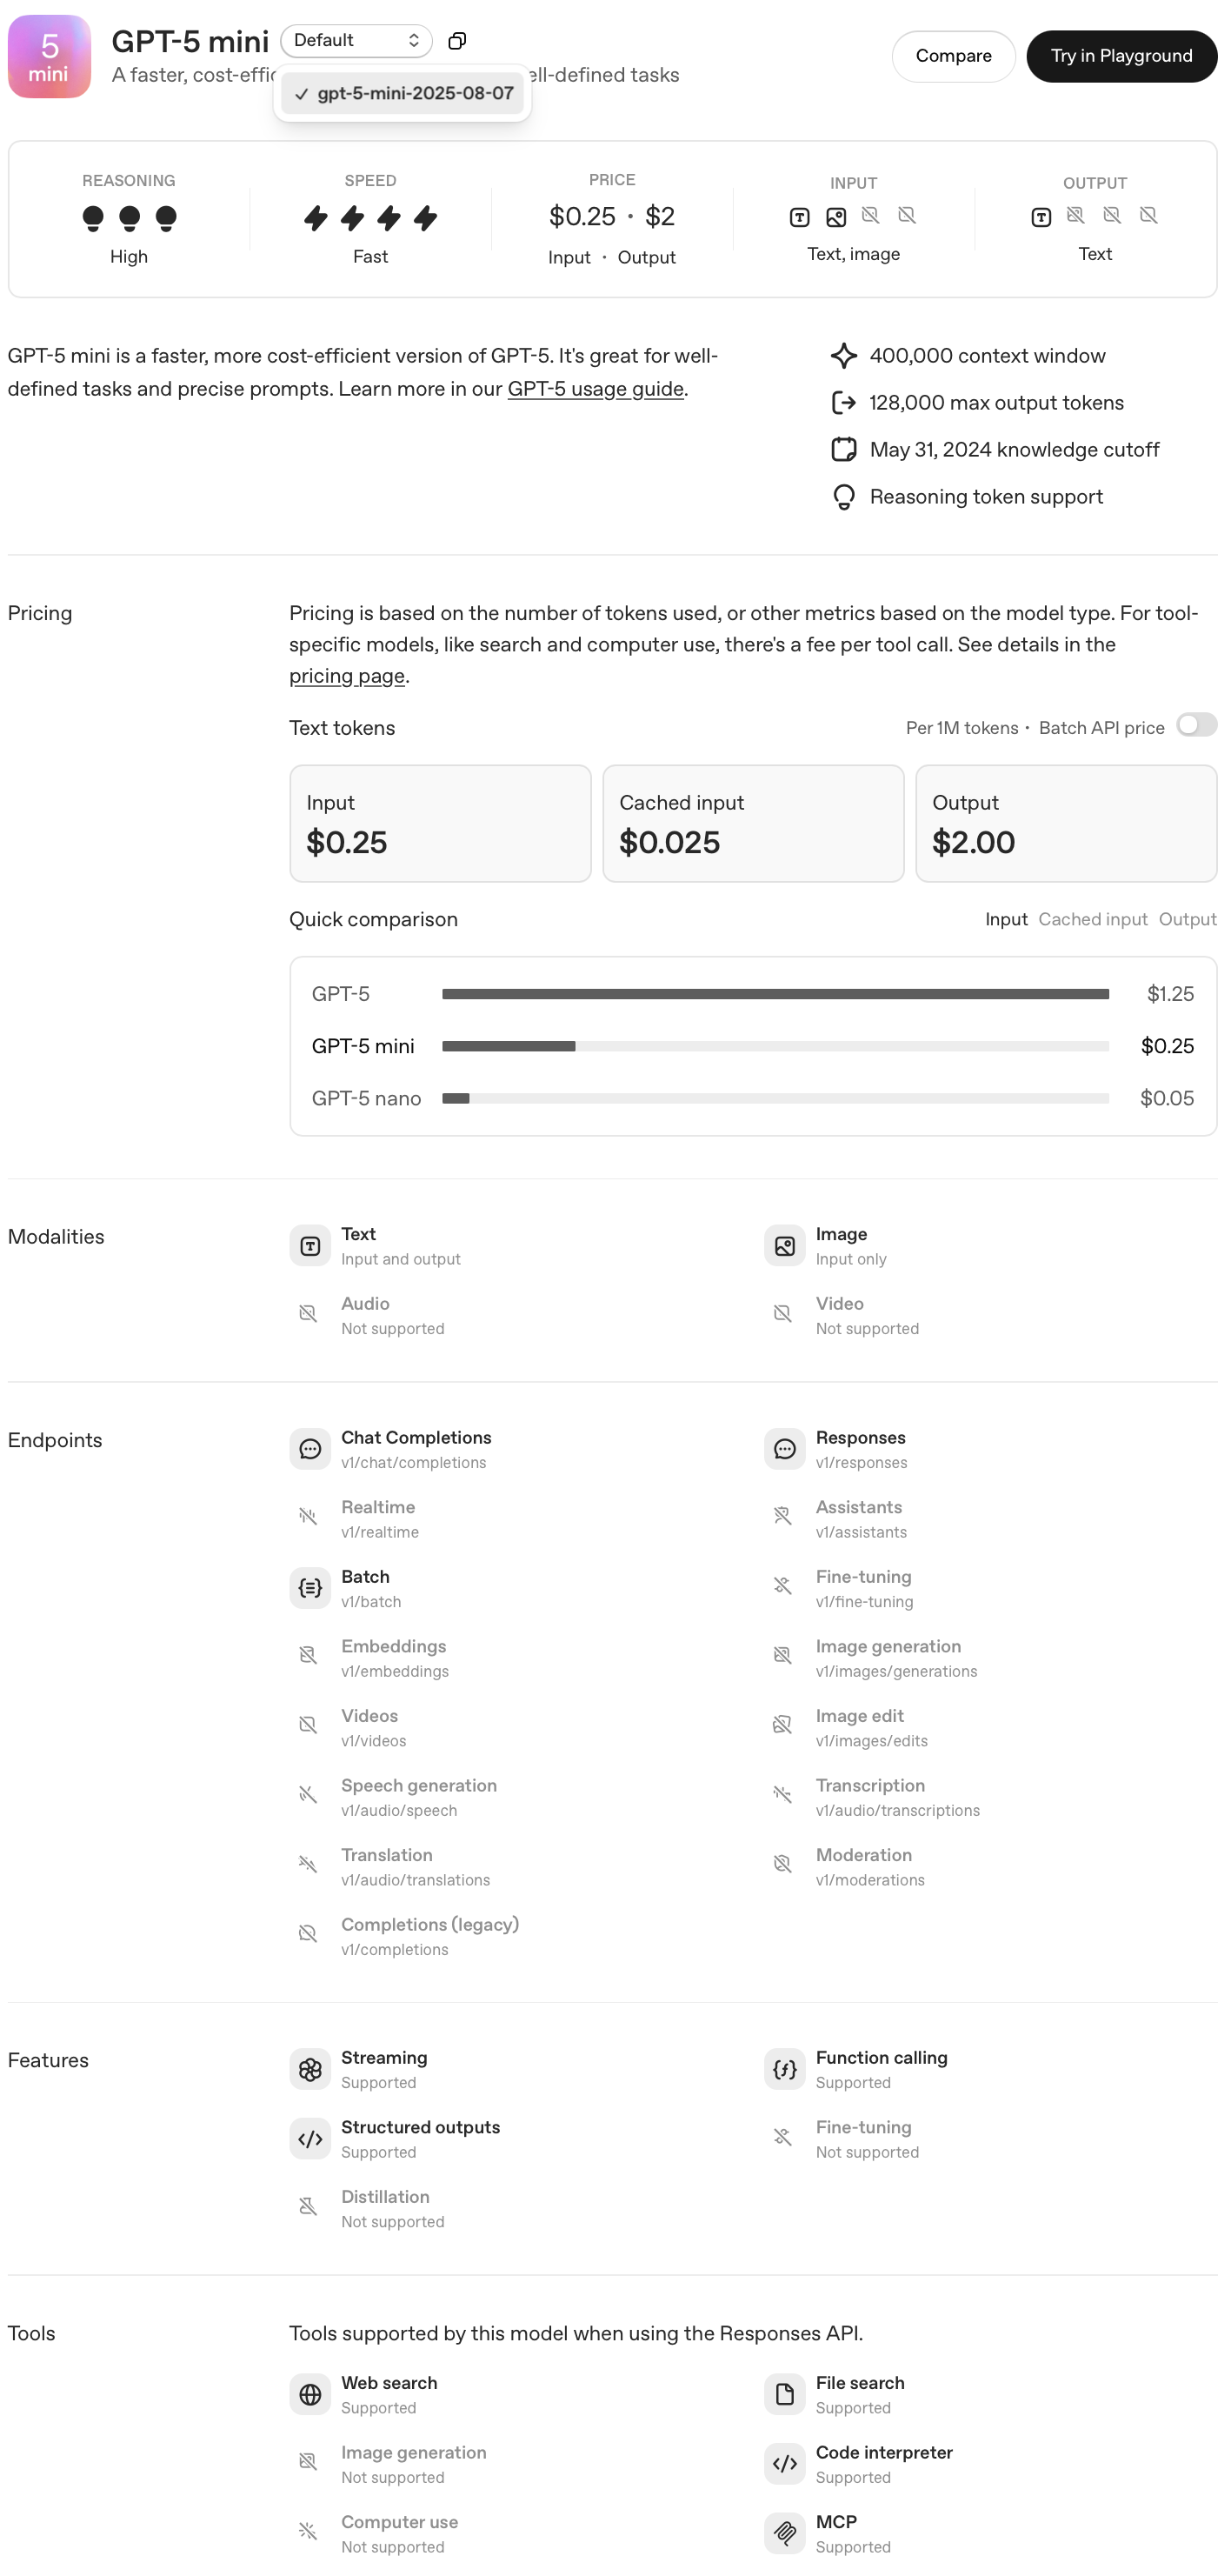 5
mini
GPT-5 mini
Default
A faster, cost-effic
ell-defined tasks
gpt-5-mini-2025-08-07
Compare
Try in Playground
REASONING
High
SPEED
Fast
PRICE
$0.25 • $2
Input • Output
INPUT
Text, image
OUTPUT
Text
GPT-5 mini is a faster, more cost-efficient version of GPT-5. It's great for well-
defined tasks and precise prompts. Learn more in our GPT-5 usage guide.
400,000 context window
128,000 max output tokens
May 31, 2024 knowledge cutoff
Reasoning token support
Pricing
Pricing is based on the number of tokens used, or other metrics based on the model type. For tool-
specific models, like search and computer use, there's a fee per tool call. See details in the
pricing page.
Text tokens
Per 1M tokens • Batch API price
Input
$0.25
Cached input
$0.025
Output
$2.00
Quick comparison
Input Cached input Output
GPT-5 $1.25
GPT-5 mini $0.25
GPT-5 nano $0.05
Modalities
Text
Input and output
Image
Input only
Audio
Not supported
Video
Not supported
Endpoints
Chat Completions
v1/chat/completions
Responses
v1/responses
Realtime
v1/realtime
Assistants
v1/assistants
Batch
v1/batch
Fine-tuning
v1/fine-tuning
Embeddings
v1/embeddings
Image generation
v1/images/generations
Videos
v1/videos
Image edit
v1/images/edits
Speech generation
v1/audio/speech
Transcription
v1/audio/transcriptions
Translation
v1/audio/translations
Moderation
v1/moderations
Completions (legacy)
v1/completions
Features
Streaming
Supported
Function calling
Supported
Structured outputs
Supported
Fine-tuning
Not supported
Distillation
Not supported
Tools
Tools supported by this model when using the Responses API.
Web search
Supported
File search
Supported
Image generation
Not supported
Code interpreter
Supported
Computer use
Not supported
MCP
Supported